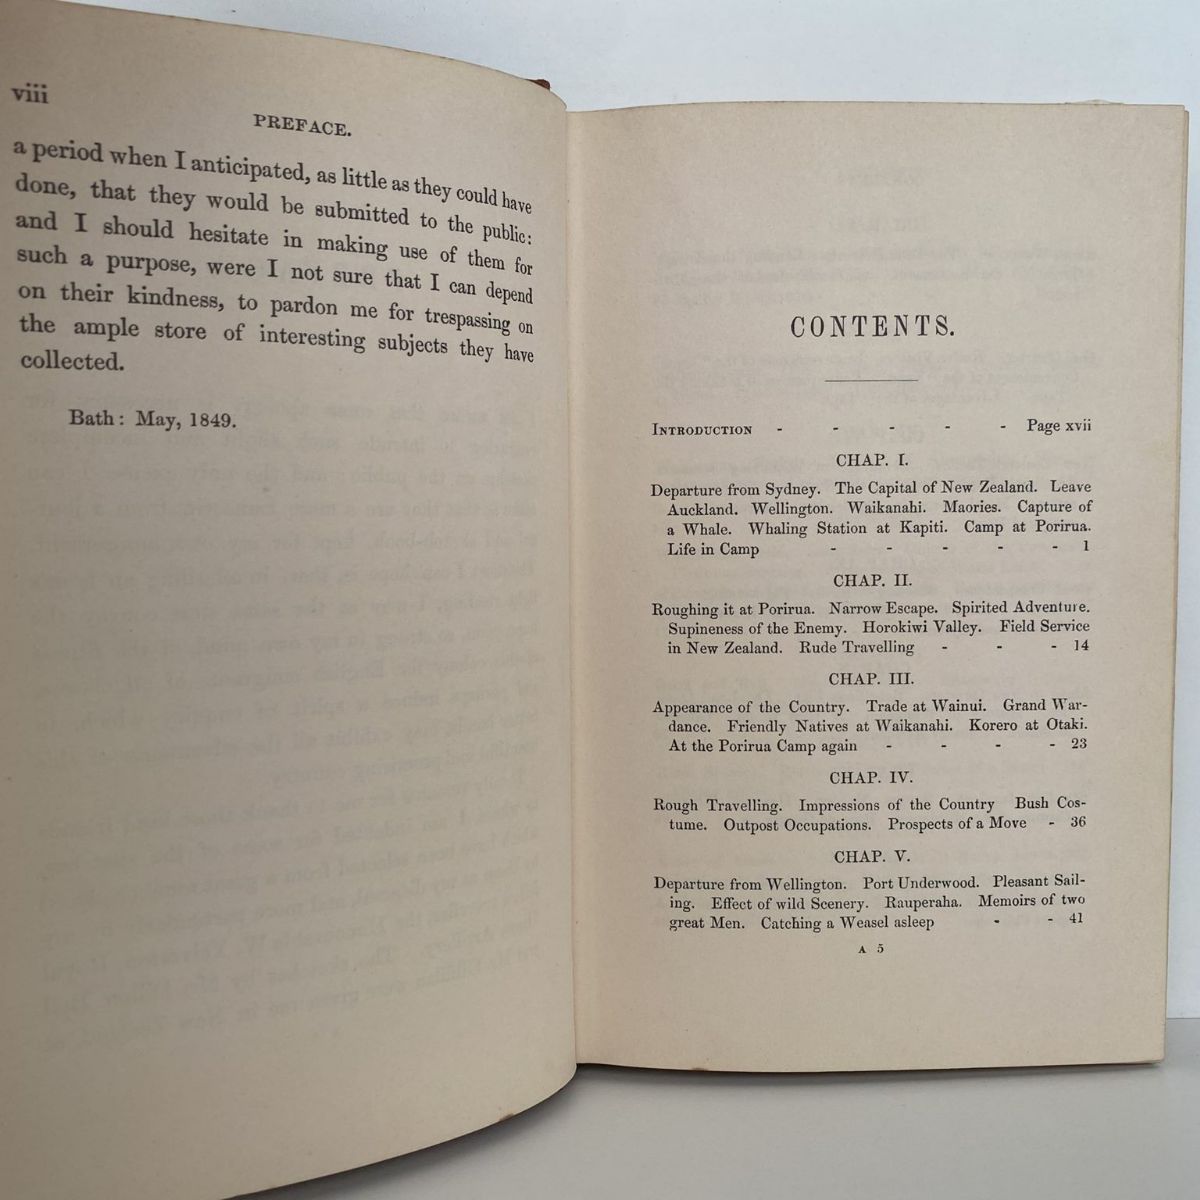 viii
PREFACE.
a period when I anticipated, as little as they could have
done, that they would be submitted to the public:
and I should hesitate in making use of them for
such a purpose, were I not sure that I can depend
on their kindness, to pardon me for trespassing on
the ample store of interesting subjects they have
collected.
Bath: May, 1849.
CONTENTS.
INTRODUCTION - - - - - Page xvii
CHAP. I.
Departure from Sydney. The Capital of New Zealand. Leave
Auckland. Wellington. Waikanahi. Maories. Capture of
a Whale. Whaling Station at Kapiti. Camp at Porirua.
Life in Camp - - - - - 1
CHAP. II.
Roughing it at Porirua. Narrow Escape. Spirited Adventure.
Supineness of the Enemy. Horokiwi Valley. Field Service
in New Zealand. Rude Travelling - - - 14
CHAP. III.
Appearance of the Country. Trade at Wainui. Grand War-
dance. Friendly Natives at Waikanahi. Korero at Otaki.
At the Porirua Camp again - - - - 23
CHAP. IV.
Rough Travelling. Impressions of the Country Bush Cos-
tume. Outpost Occupations. Prospects of a Move - 36
CHAP. V.
Departure from Wellington. Port Underwood. Pleasant Sail-
ing. Effect of wild Scenery. Rauperaha. Memoirs of two
great Men. Catching a Weasel asleep - - 41
A 5